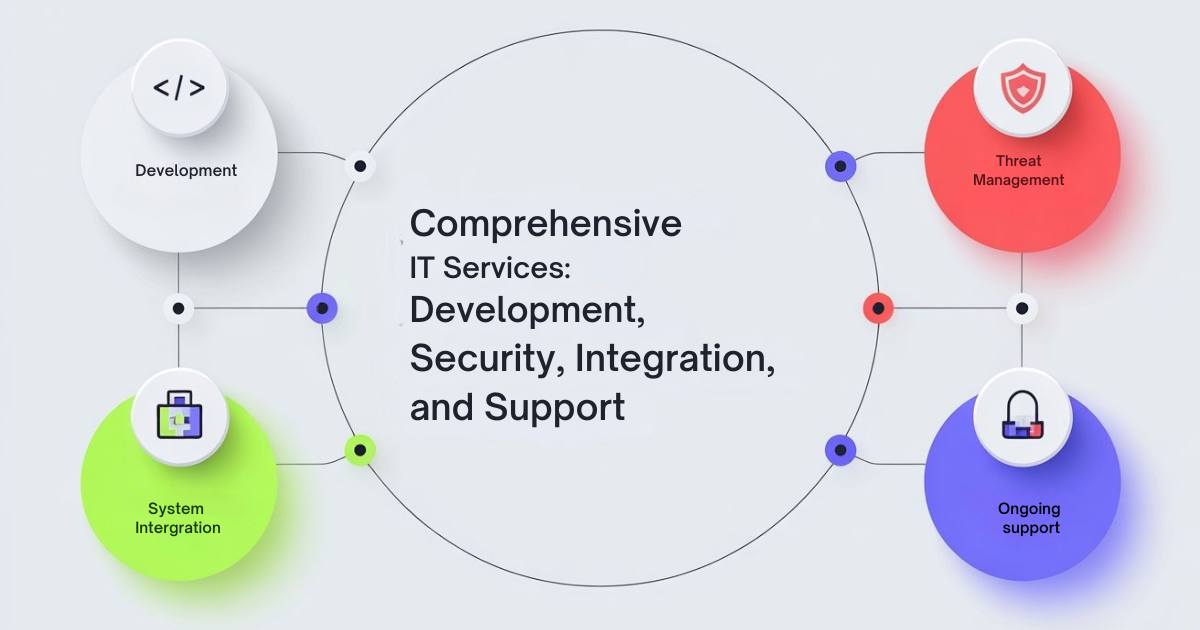 </>
Development
Threat
Management
Comprehensive
IT Services:
Development,
Security, Integration,
and Support
System
Intergration
Ongoing
support